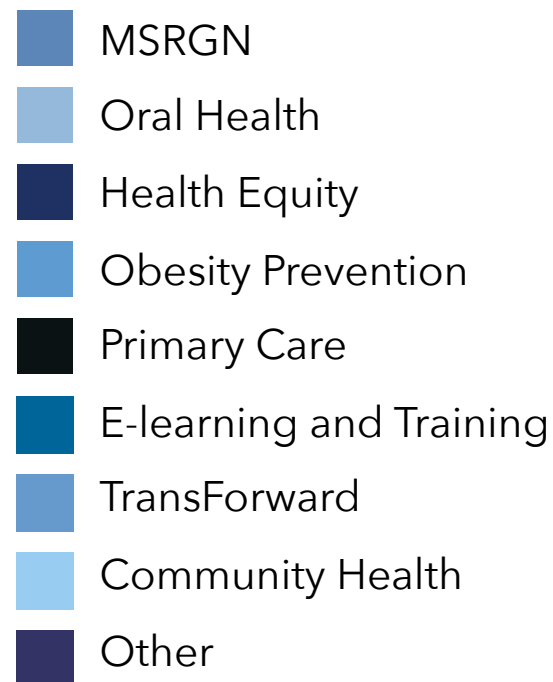 MSRGN
Oral Health
Health Equity
Obesity Prevention
Primary Care
E-learning and Training
TransForward
Community Health
Other